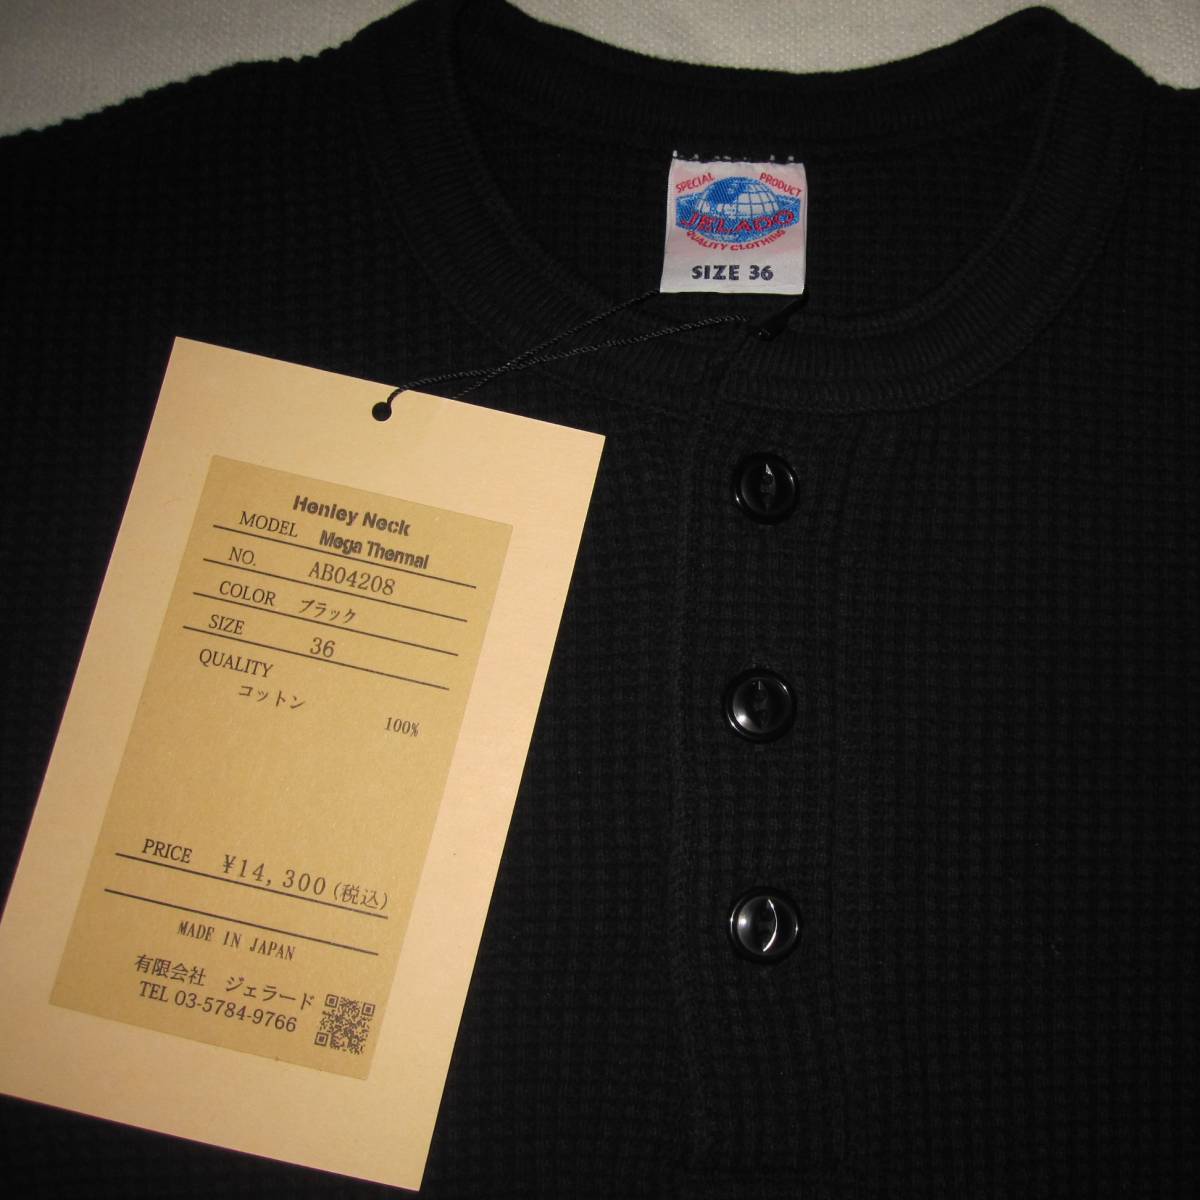 SPECIAL PRODUCT
JELADO
QUALITY CLOTHING
SIZE 36
MODEL Henley Neck
Mega Thermal
NO. AB04208
COLOR ブラック
SIZE 36
QUALITY
コットン
100%
PRICE ¥14,300(税込)
MADE IN JAPAN
有限会社 ジェラード
TEL 03-5784-9766